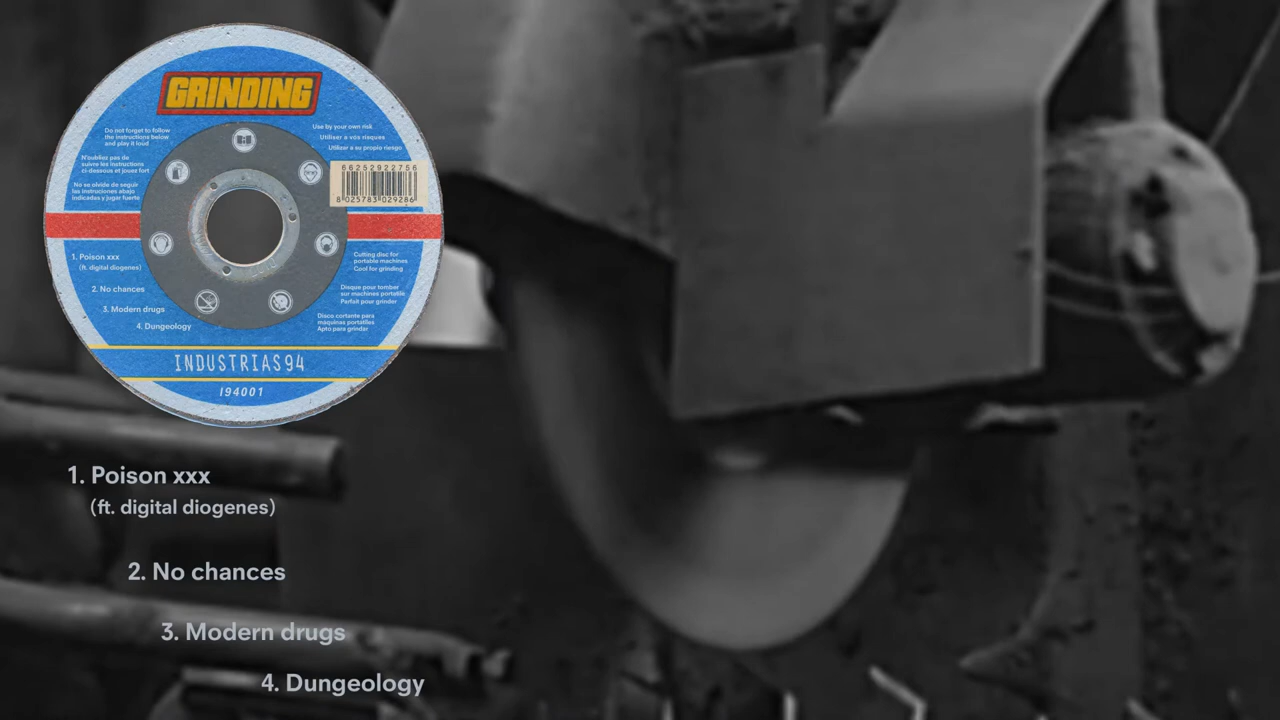 GRINDING
Do not forget to follow
the instructions below
and play it loud
Use by your own risk
Utiliser a vos risques
Utilizar a su propio riesgo
N'oubliez pas de
suivre les instructions
ci-dessous et jouez fort
66252922756
8 025783 029286
No se olvide de seguir
las instruciones abajo
indicadas y jugar fuerte
1. Poison xxx
(ft. digital diogenes)
2. No chances
3. Modern drugs
4. Dungeology
Cutting disc for
portable machines
Cool for grinding
Disque pour tomber
sur machines portable
Parfait pour grinder
Disco cortante para
maquinas portatiles
Apto para grindar
INDUSTRIAS94
I94001
1. Poison xxx
(ft. digital diogenes)
2. No chances
3. Modern drugs
4. Dungeology